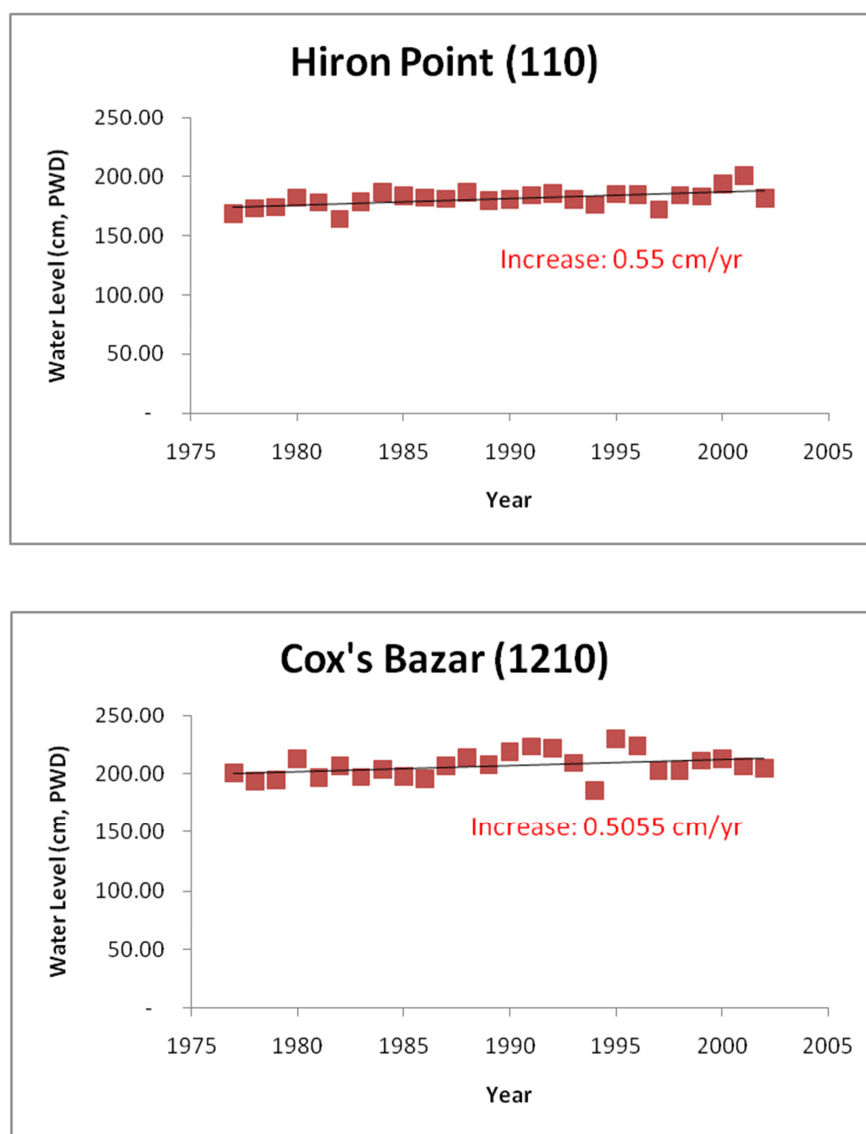 Hiron Point (110)
250.00
200.00
150.00
100.00
50.00
-
Water Level (cm, PWD)
Increase: 0.55 cm/yr
1975 1980 1985 1990 1995 2000 2005
Year
Cox's Bazar (1210)
250.00
200.00
150.00
100.00
50.00
-
Water Level (cm, PWD)
Increase: 0.5055 cm/yr
1975 1980 1985 1990 1995 2000 2005
Year